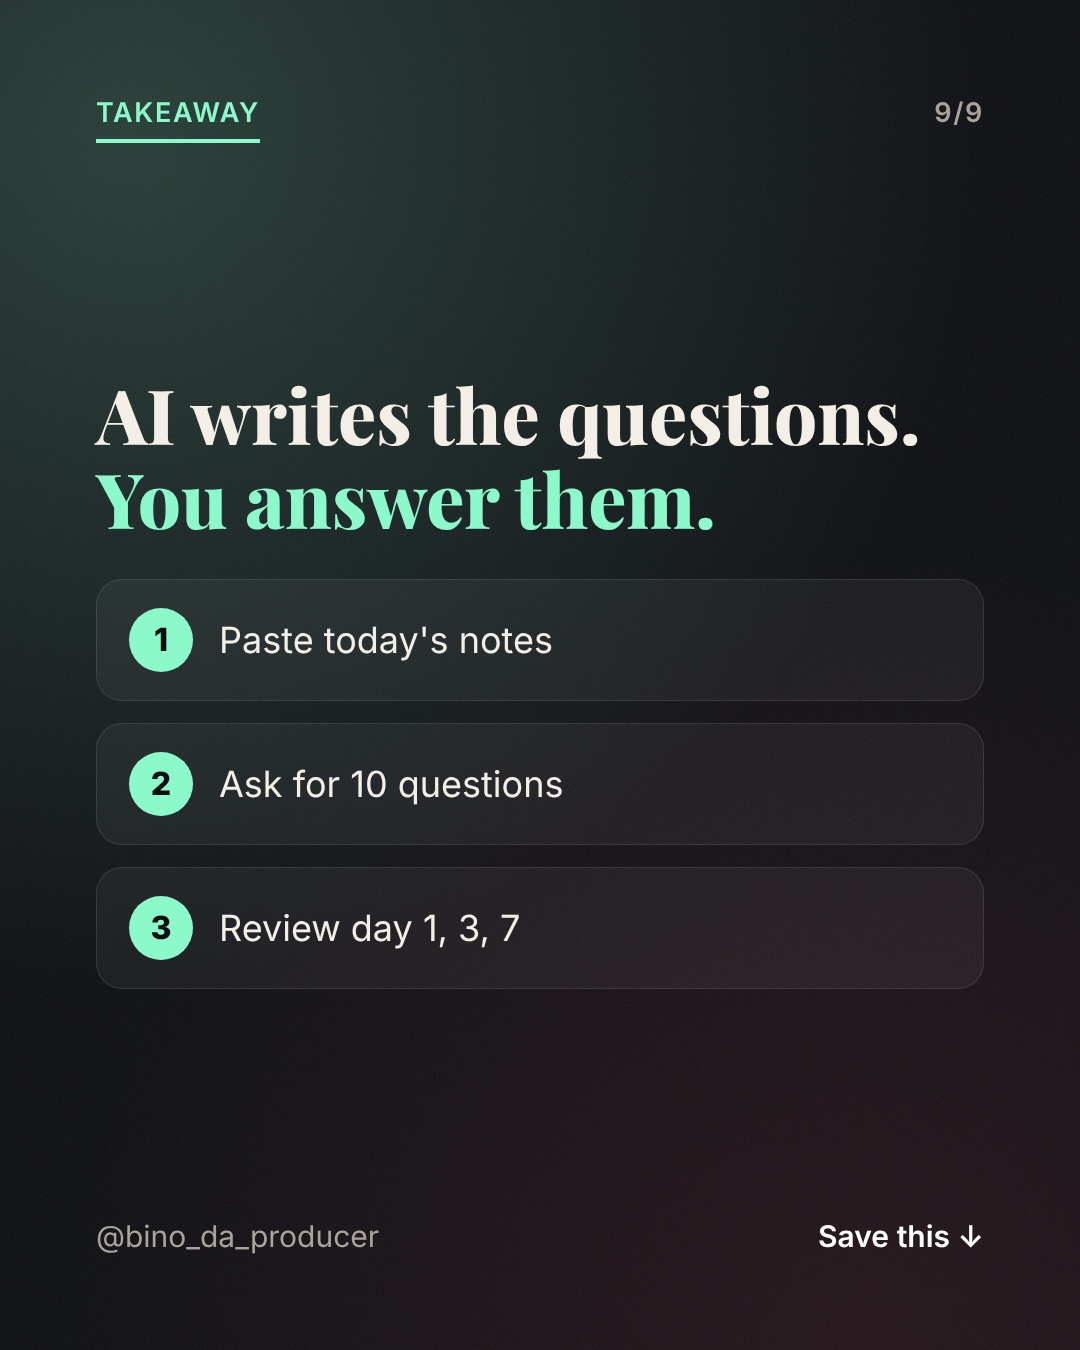 TAKEAWAY
9/9
AI writes the questions.
You answer them.
1 Paste today's notes
2 Ask for 10 questions
3 Review day 1, 3, 7
@bino_da_producer
Save this ↓